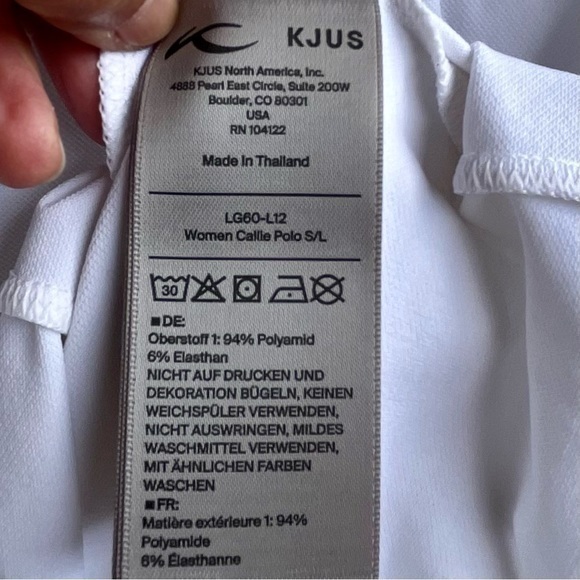 KJUS
KJUS North America, Inc.
4888 Pearl East Circle, Suite 200W
Boulder, CO 80301
USA
RN 104122
Made in Thailand
LG60-L12
Women Callie Polo S/L
30
■DE:
Oberstoff 1: 94% Polyamid
6% Elasthan
NICHT AUF DRUCKEN UND
DEKORATION BÜGELN, KEINEN
WEICHSPÜLER VERWENDEN,
NICHT AUSWRINGEN, MILDES
WASCHMITTEL VERWENDEN,
MIT ÄHNLICHEN FARBEN
WASCHEN
■FR:
Matière extérieure 1: 94%
Polyamide
6% Élasthanne